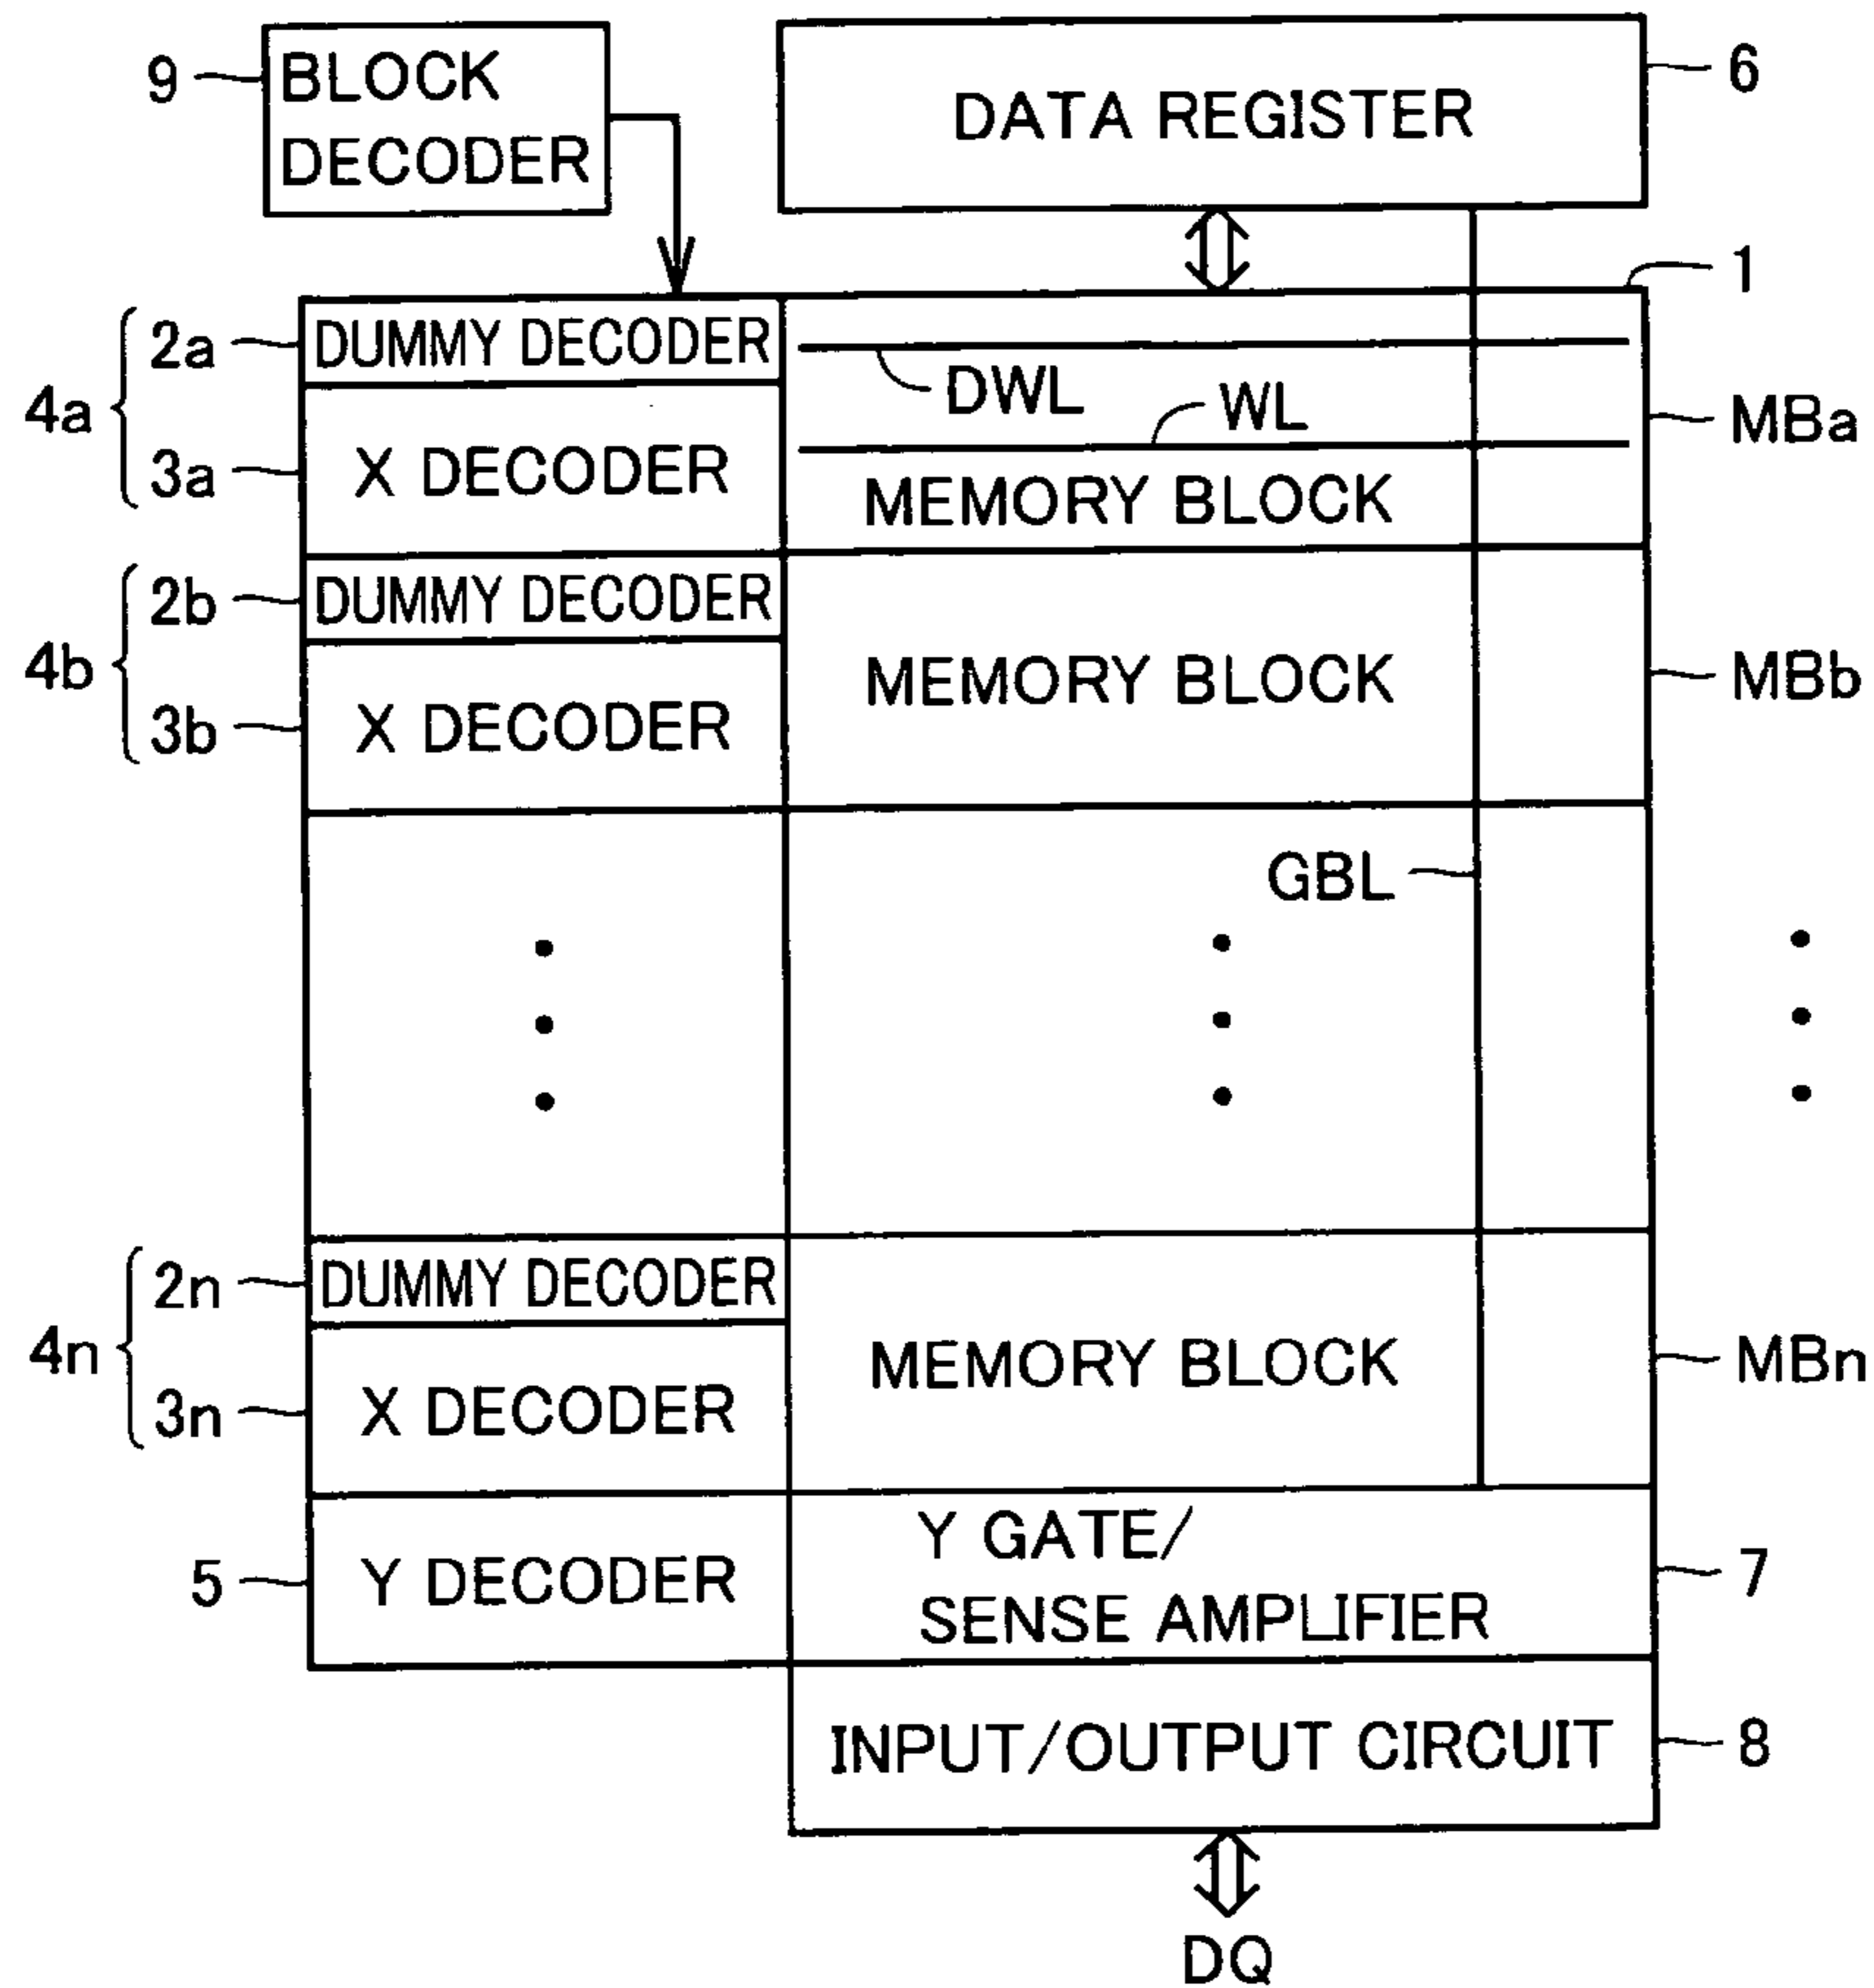 9
BLOCK
DECODER
DATA REGISTER
6
1
4a
2a
DUMMY DECODER
DWL
WL
MBa
3a
X DECODER
MEMORY BLOCK
4b
2b
DUMMY DECODER
MEMORY BLOCK
MBb
3b
X DECODER
GBL
4n
2n
DUMMY DECODER
MEMORY BLOCK
MBn
3n
X DECODER
5
Y DECODER
Y GATE/
SENSE AMPLIFIER
7
INPUT/OUTPUT CIRCUIT
8
DQ